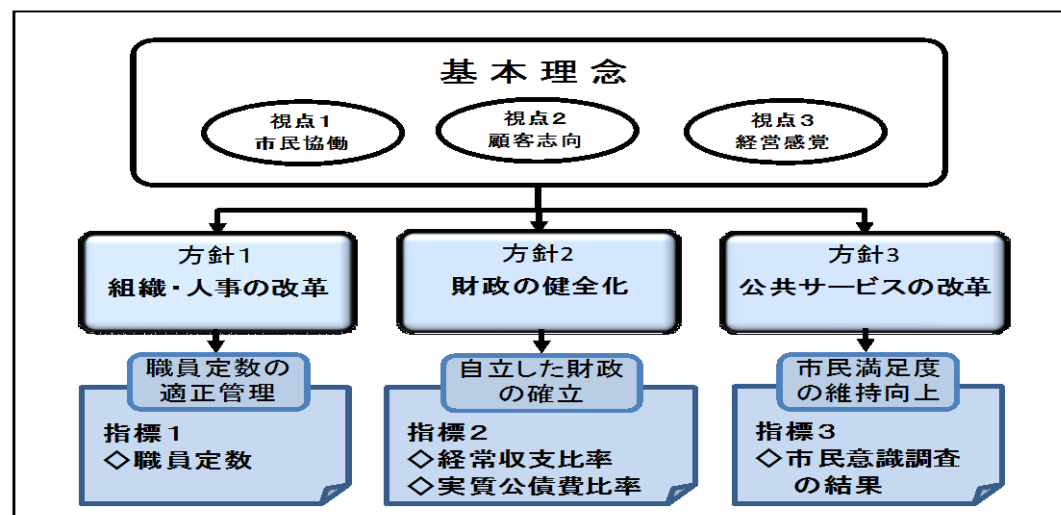 基本理念
視点1
市民協働
視点2
顧客志向
視点3
経営感覚
方針1
組織・人事の改革
方針2
財政の健全化
方針3
公共サービスの改革
職員定数の
適正管理
指標1
◇職員定数
自立した財政
の確立
指標2
◇経常収支比率
◇実質公債費比率
市民満足度
の維持向上
指標3
◇市民意識調査
の結果